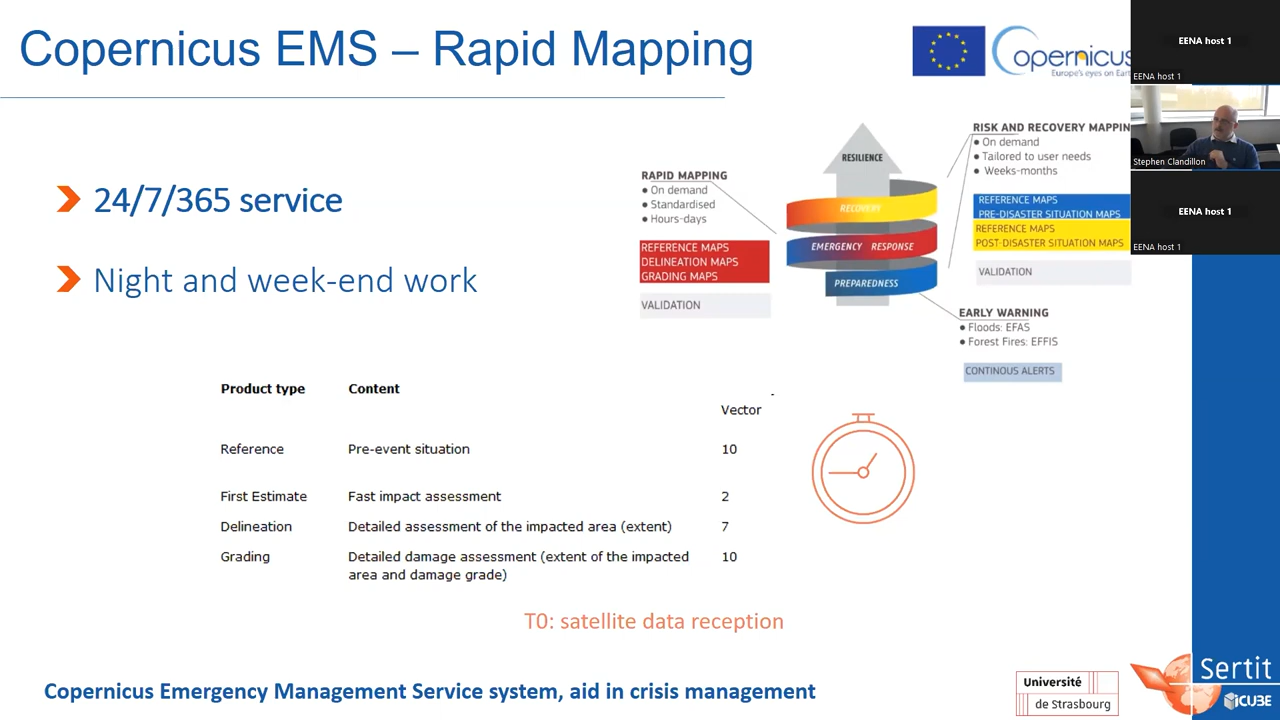 Copernicus EMS – Rapid Mapping
opernicus
Europe's eyes on Eart
EENA host 1
EENA host 1
Stephen Clandillon
EENA host 1
EENA host 1
24/7/365 service
Night and week-end work
RAPID MAPPING
● On demand
● Standardised
● Hours-days
REFERENCE MAPS
DELINEATION MAPS
GRADING MAPS
VALIDATION
RESILIENCE
RECOVERY
EMERGENCY RESPONSE
PREPAREDNESS
RISK AND RECOVERY MAPPIN
● On demand
● Tailored to user needs
● Weeks-months
REFERENCE MAPS
PRE-DISASTER SITUATION MAPS
REFERENCE MAPS
POST-DISASTER SITUATION MAPS
VALIDATION
EARLY WARNING
● Floods: EFAS
● Forest Fires: EFFIS
CONTINOUS ALERTS
Product type Content
Vector
Reference Pre-event situation 10
First Estimate Fast impact assessment 2
Delineation Detailed assessment of the impacted area (extent) 7
Grading Detailed damage assessment (extent of the impacted 10
area and damage grade)
T0: satellite data reception
Copernicus Emergency Management Service system, aid in crisis management
Université
de Strasbourg
Sertit
iCUBE